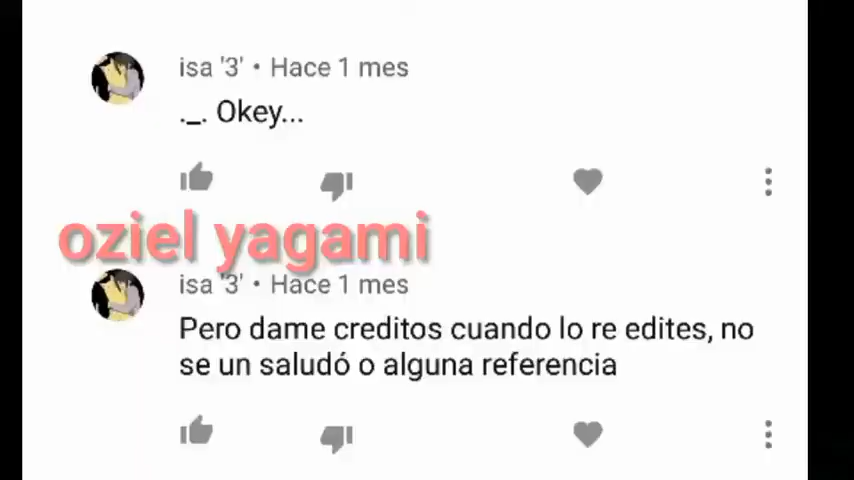 isa '3' • Hace 1 mes
._. Okey...
oziel yagami
isa '3' • Hace 1 mes
Pero dame creditos cuando lo re edites, no
se un saludó o alguna referencia